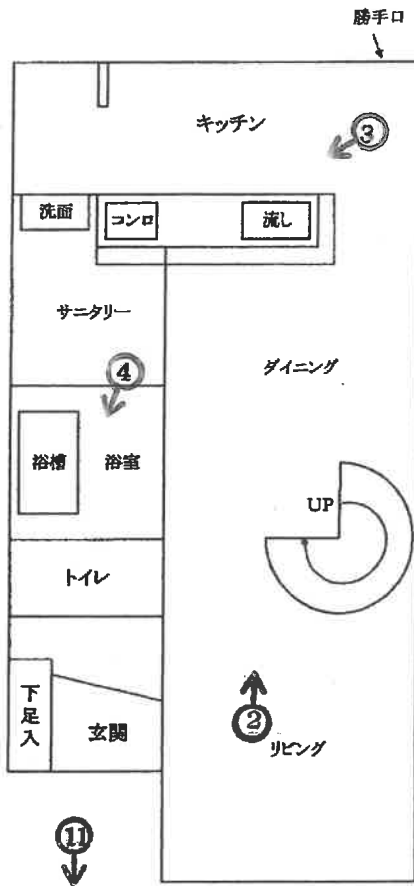 勝手口
キッチン
③
洗面
コンロ
流し
サニタリー
④
ダイニング
浴槽
浴室
UP
トイレ
下足入
玄関
②
リビング
⑪